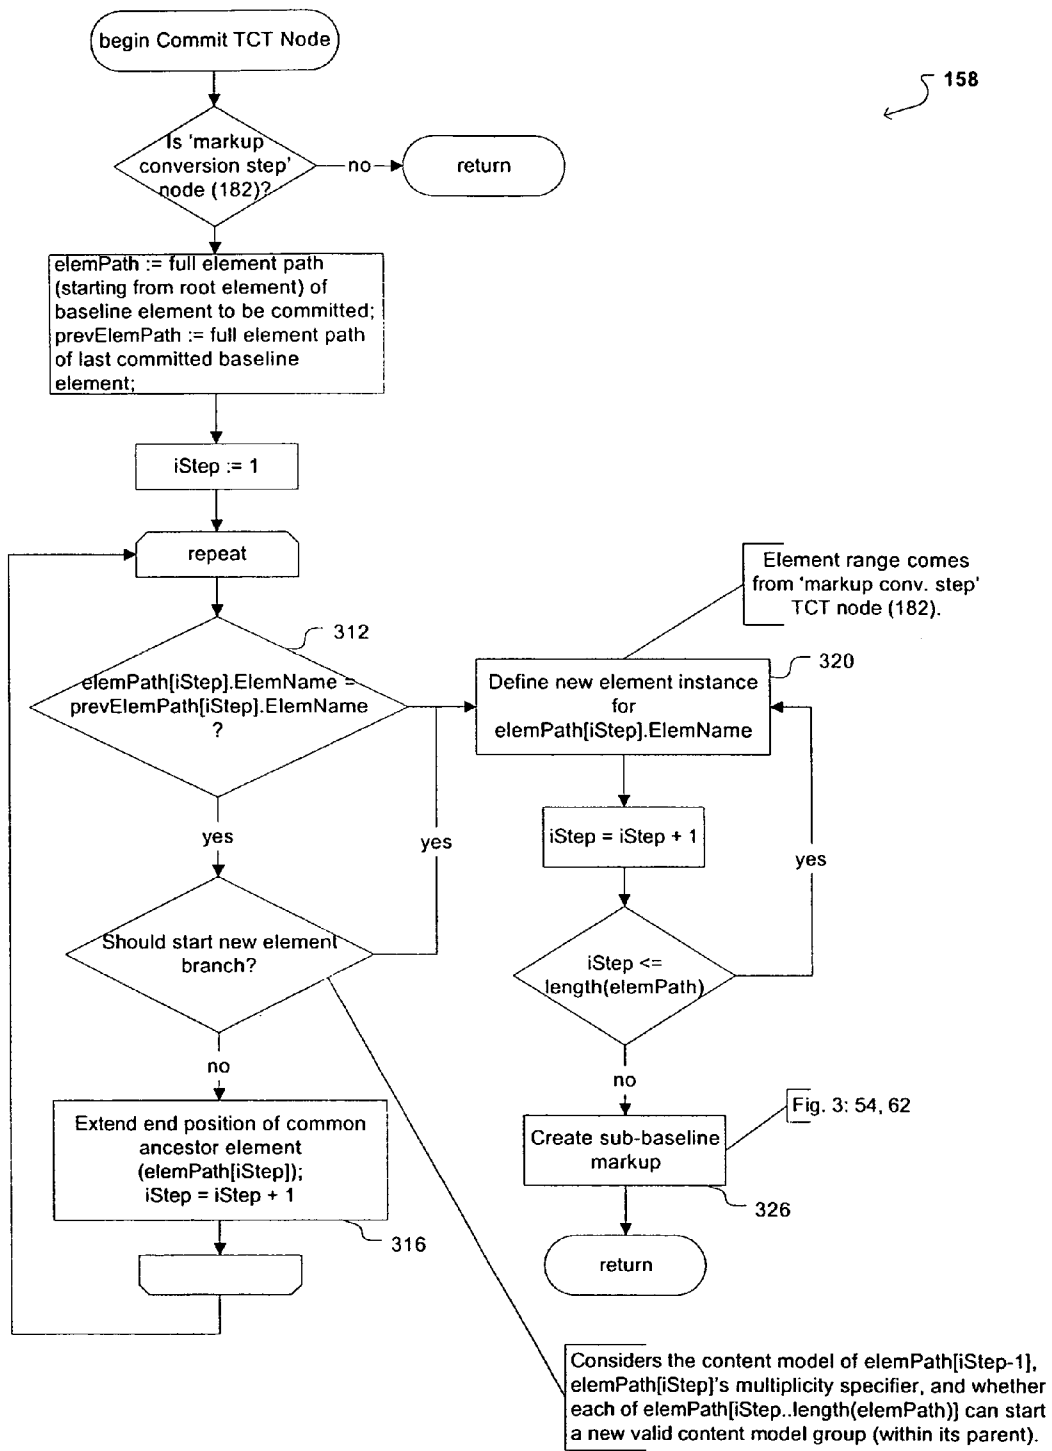 begin Commit TCT Node
158
Is 'markup
conversion step'
node (182)?
no
return
elemPath := full element path
(starting from root element) of
baseline element to be committed;
prevElemPath := full element path
of last committed baseline
element;
iStep := 1
repeat
Element range comes
from 'markup conv. step'
TCT node (182).
312
elemPath[iStep].ElemName =
prevElemPath[iStep].ElemName
?
320
Define new element instance
for
elemPath[iStep].ElemName
yes
yes
iStep = iStep + 1
yes
Should start new element
branch?
iStep <=
length(elemPath)
no
no
Extend end position of common
ancestor element
(elemPath[iStep]);
iStep = iStep + 1
316
Fig. 3: 54, 62
Create sub-baseline
markup
326
return
Considers the content model of elemPath[iStep-1],
elemPath[iStep]'s multiplicity specifier, and whether
each of elemPath[iStep..length(elemPath)] can start
a new valid content model group (within its parent).